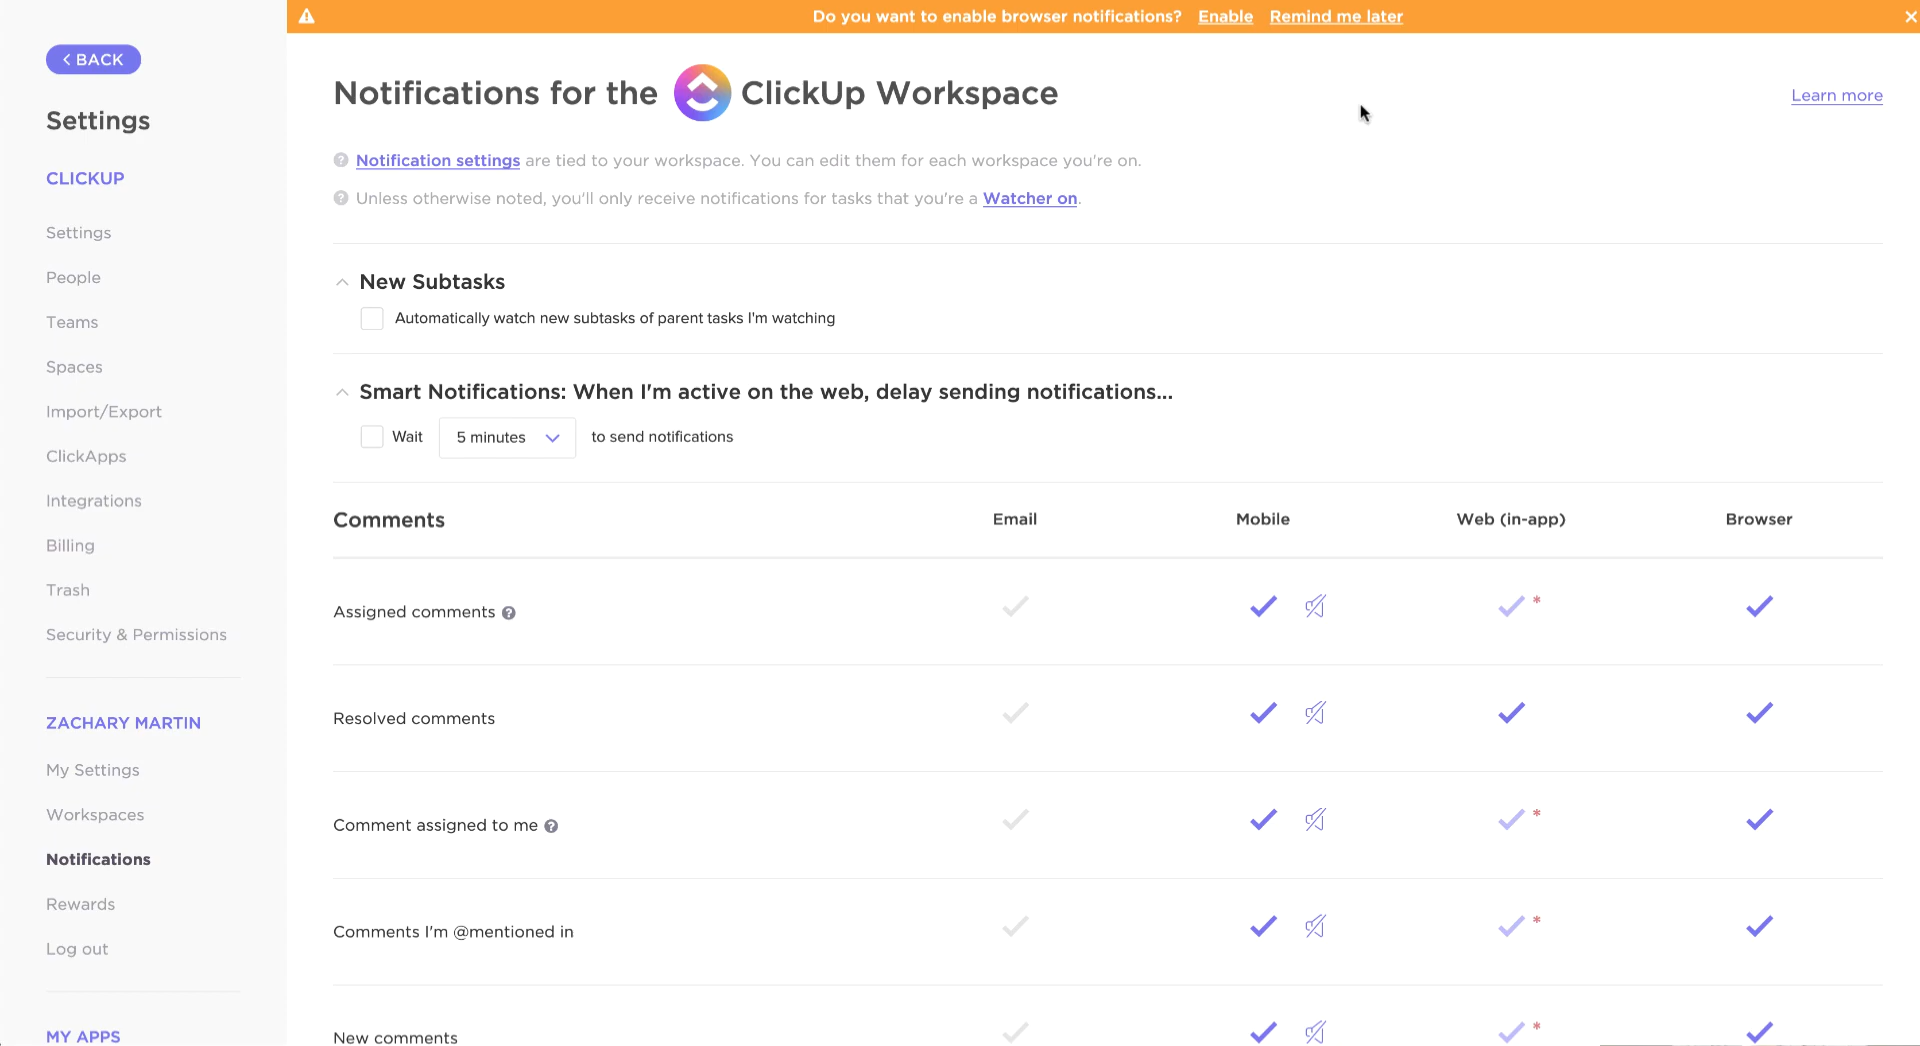 Do you want to enable browser notifications? Enable Remind me later
BACK
Settings
CLICKUP
Settings
People
Teams
Spaces
Import/Export
ClickApps
Integrations
Billing
Trash
Security & Permissions
ZACHARY MARTIN
My Settings
Workspaces
Notifications
Rewards
Log out
MY APPS
Notifications for the ClickUp Workspace
Learn more
Notification settings are tied to your workspace. You can edit them for each workspace you're on.
Unless otherwise noted, you'll only receive notifications for tasks that you're a Watcher on.
New Subtasks
Automatically watch new subtasks of parent tasks I'm watching
Smart Notifications: When I'm active on the web, delay sending notifications...
Wait 5 minutes to send notifications
Comments Email Mobile Web (in-app) Browser
Assigned comments ? *
Resolved comments
Comment assigned to me ? *
Comments I'm @mentioned in *
New comments *